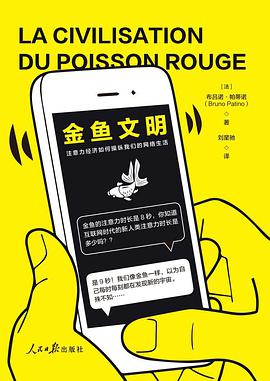 LA CIVILISATION
DU POISSON ROUGE
[法]
布吕诺·帕蒂诺
(Bruno Patino)
著
刘星驰
译
金鱼文明
注意力经济如何操纵我们的网络生活
金鱼的注意力时长是8秒,你知道
互联网时代的新人类注意力时长是
多少吗??
是9秒!我们像金鱼一样,以为自
己每时每刻都在发现新的宇宙,
殊不知……
人民日报出版社